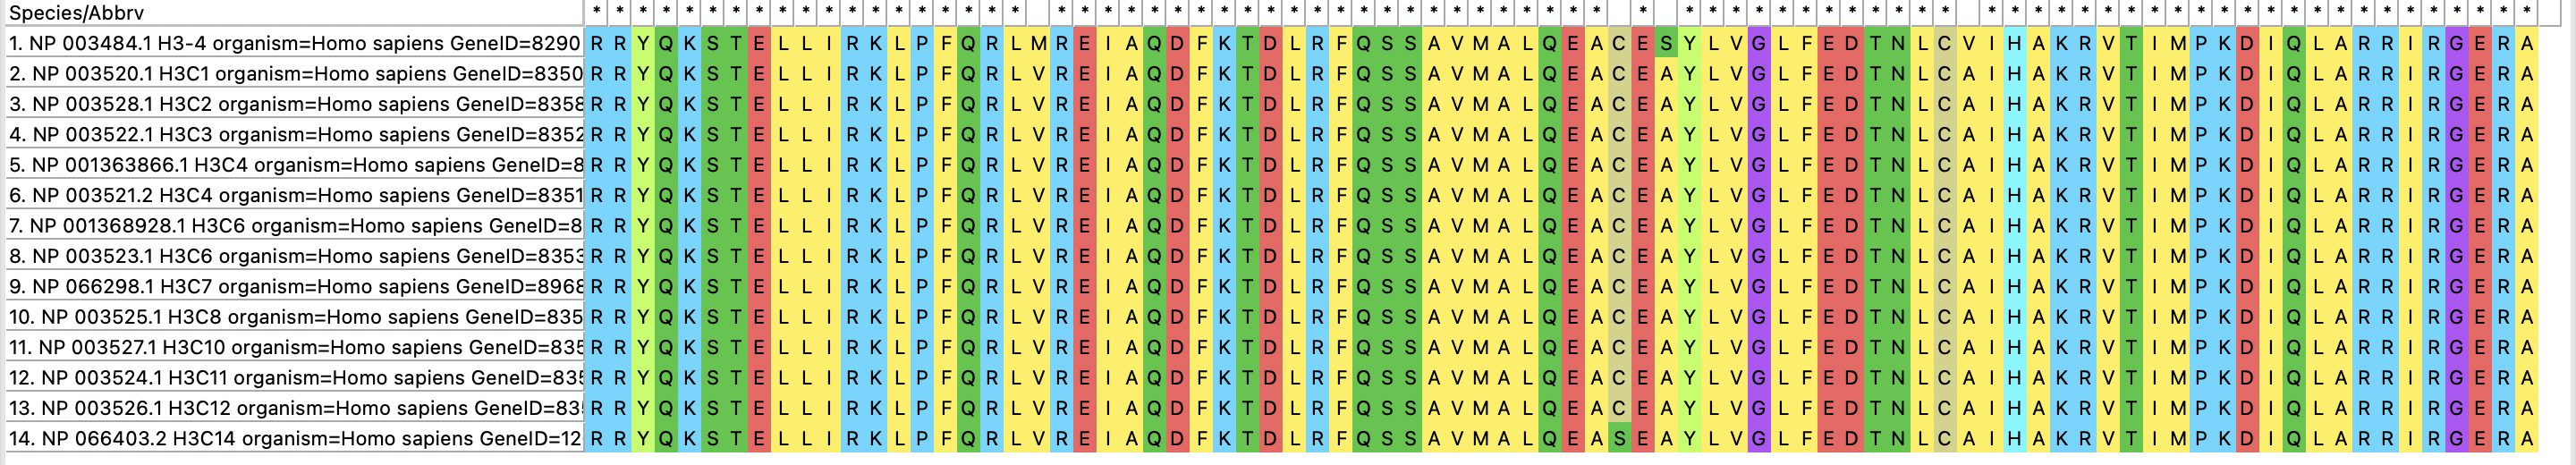 Species/Abbrv * * * * * * * * * * * * * * * * * * *   * * * * * * * * * * * * * * * * * * * * * * * *   *   * * * * * * * * * * * *   * * * * * * * * * * * * * * * * * * * * * * * *
1. NP 003484.1 H3-4 organism=Homo sapiens GeneID=8290 R R Y Q K S T E L L I R K L P F Q R L M R E I A Q D F K T D L R F Q S S A V M A L Q E A C E S Y L V G L F E D T N L C V I H A K R V T I M P K D I Q L A R R I R G E R A
2. NP 003520.1 H3C1 organism=Homo sapiens GeneID=8350 R R Y Q K S T E L L I R K L P F Q R L V R E I A Q D F K T D L R F Q S S A V M A L Q E A C E A Y L V G L F E D T N L C A I H A K R V T I M P K D I Q L A R R I R G E R A
3. NP 003528.1 H3C2 organism=Homo sapiens GeneID=8358 R R Y Q K S T E L L I R K L P F Q R L V R E I A Q D F K T D L R F Q S S A V M A L Q E A C E A Y L V G L F E D T N L C A I H A K R V T I M P K D I Q L A R R I R G E R A
4. NP 003522.1 H3C3 organism=Homo sapiens GeneID=8352 R R Y Q K S T E L L I R K L P F Q R L V R E I A Q D F K T D L R F Q S S A V M A L Q E A C E A Y L V G L F E D T N L C A I H A K R V T I M P K D I Q L A R R I R G E R A
5. NP 001363866.1 H3C4 organism=Homo sapiens GeneID=8 R R Y Q K S T E L L I R K L P F Q R L V R E I A Q D F K T D L R F Q S S A V M A L Q E A C E A Y L V G L F E D T N L C A I H A K R V T I M P K D I Q L A R R I R G E R A
6. NP 003521.2 H3C4 organism=Homo sapiens GeneID=8351 R R Y Q K S T E L L I R K L P F Q R L V R E I A Q D F K T D L R F Q S S A V M A L Q E A C E A Y L V G L F E D T N L C A I H A K R V T I M P K D I Q L A R R I R G E R A
7. NP 001368928.1 H3C6 organism=Homo sapiens GeneID=8 R R Y Q K S T E L L I R K L P F Q R L V R E I A Q D F K T D L R F Q S S A V M A L Q E A C E A Y L V G L F E D T N L C A I H A K R V T I M P K D I Q L A R R I R G E R A
8. NP 003523.1 H3C6 organism=Homo sapiens GeneID=8353 R R Y Q K S T E L L I R K L P F Q R L V R E I A Q D F K T D L R F Q S S A V M A L Q E A C E A Y L V G L F E D T N L C A I H A K R V T I M P K D I Q L A R R I R G E R A
9. NP 066298.1 H3C7 organism=Homo sapiens GeneID=8968 R R Y Q K S T E L L I R K L P F Q R L V R E I A Q D F K T D L R F Q S S A V M A L Q E A C E A Y L V G L F E D T N L C A I H A K R V T I M P K D I Q L A R R I R G E R A
10. NP 003525.1 H3C8 organism=Homo sapiens GeneID=835 R R Y Q K S T E L L I R K L P F Q R L V R E I A Q D F K T D L R F Q S S A V M A L Q E A C E A Y L V G L F E D T N L C A I H A K R V T I M P K D I Q L A R R I R G E R A
11. NP 003527.1 H3C10 organism=Homo sapiens GeneID=835 R R Y Q K S T E L L I R K L P F Q R L V R E I A Q D F K T D L R F Q S S A V M A L Q E A C E A Y L V G L F E D T N L C A I H A K R V T I M P K D I Q L A R R I R G E R A
12. NP 003524.1 H3C11 organism=Homo sapiens GeneID=835 R R Y Q K S T E L L I R K L P F Q R L V R E I A Q D F K T D L R F Q S S A V M A L Q E A C E A Y L V G L F E D T N L C A I H A K R V T I M P K D I Q L A R R I R G E R A
13. NP 003526.1 H3C12 organism=Homo sapiens GeneID=835 R R Y Q K S T E L L I R K L P F Q R L V R E I A Q D F K T D L R F Q S S A V M A L Q E A C E A Y L V G L F E D T N L C A I H A K R V T I M P K D I Q L A R R I R G E R A
14. NP 066403.2 H3C14 organism=Homo sapiens GeneID=12 R R Y Q K S T E L L I R K L P F Q R L V R E I A Q D F K T D L R F Q S S A V M A L Q E A S E A Y L V G L F E D T N L C A I H A K R V T I M P K D I Q L A R R I R G E R A